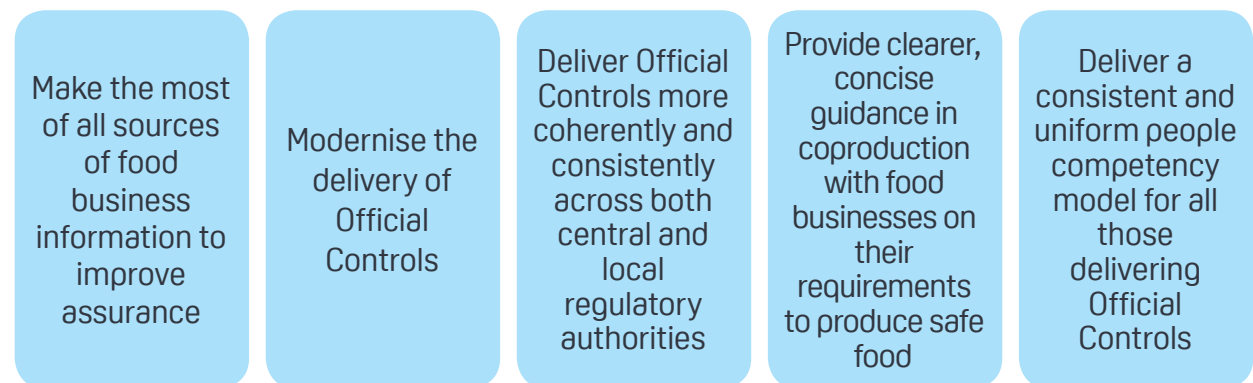 Make the most
of all sources
of food
business
information to
improve
assurance
Modernise the
delivery of
Official
Controls
Deliver Official
Controls more
coherently and
consistently
across both
central and
local
regulatory
authorities
Provide clearer,
concise
guidance in
coproduction
with food
businesses on
their
requirements
to produce safe
food
Deliver a
consistent and
uniform people
competency
model for all
those
delivering
Official
Controls